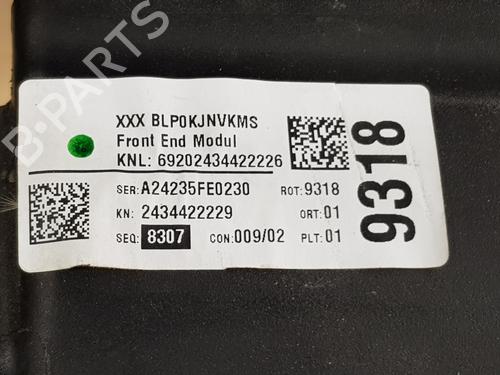 XXX BLP0KJNVKMS
Front End Modul
KNL: 69202434422226
SER: A24235FE0230 ROT: 9318
KN: 2434422229 ORT: 01
SEQ: 8307 CON: 009/02 PLT: 01
9318
B-PARTS